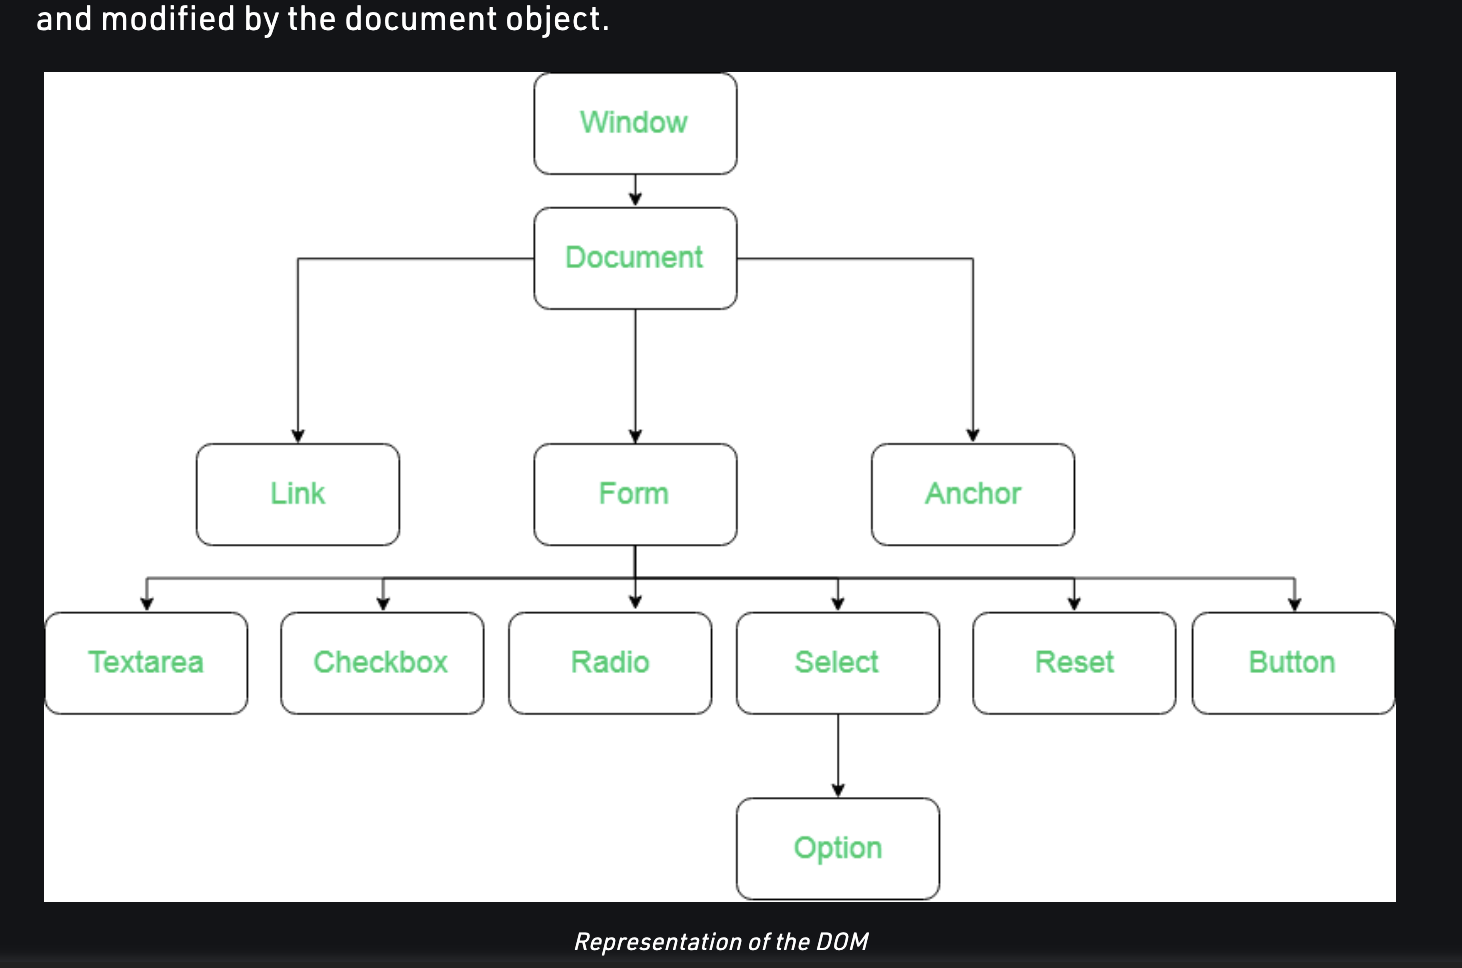 and modified by the document object.
Window
Document
Link
Form
Anchor
Textarea
Checkbox
Radio
Select
Reset
Button
Option
Representation of the DOM